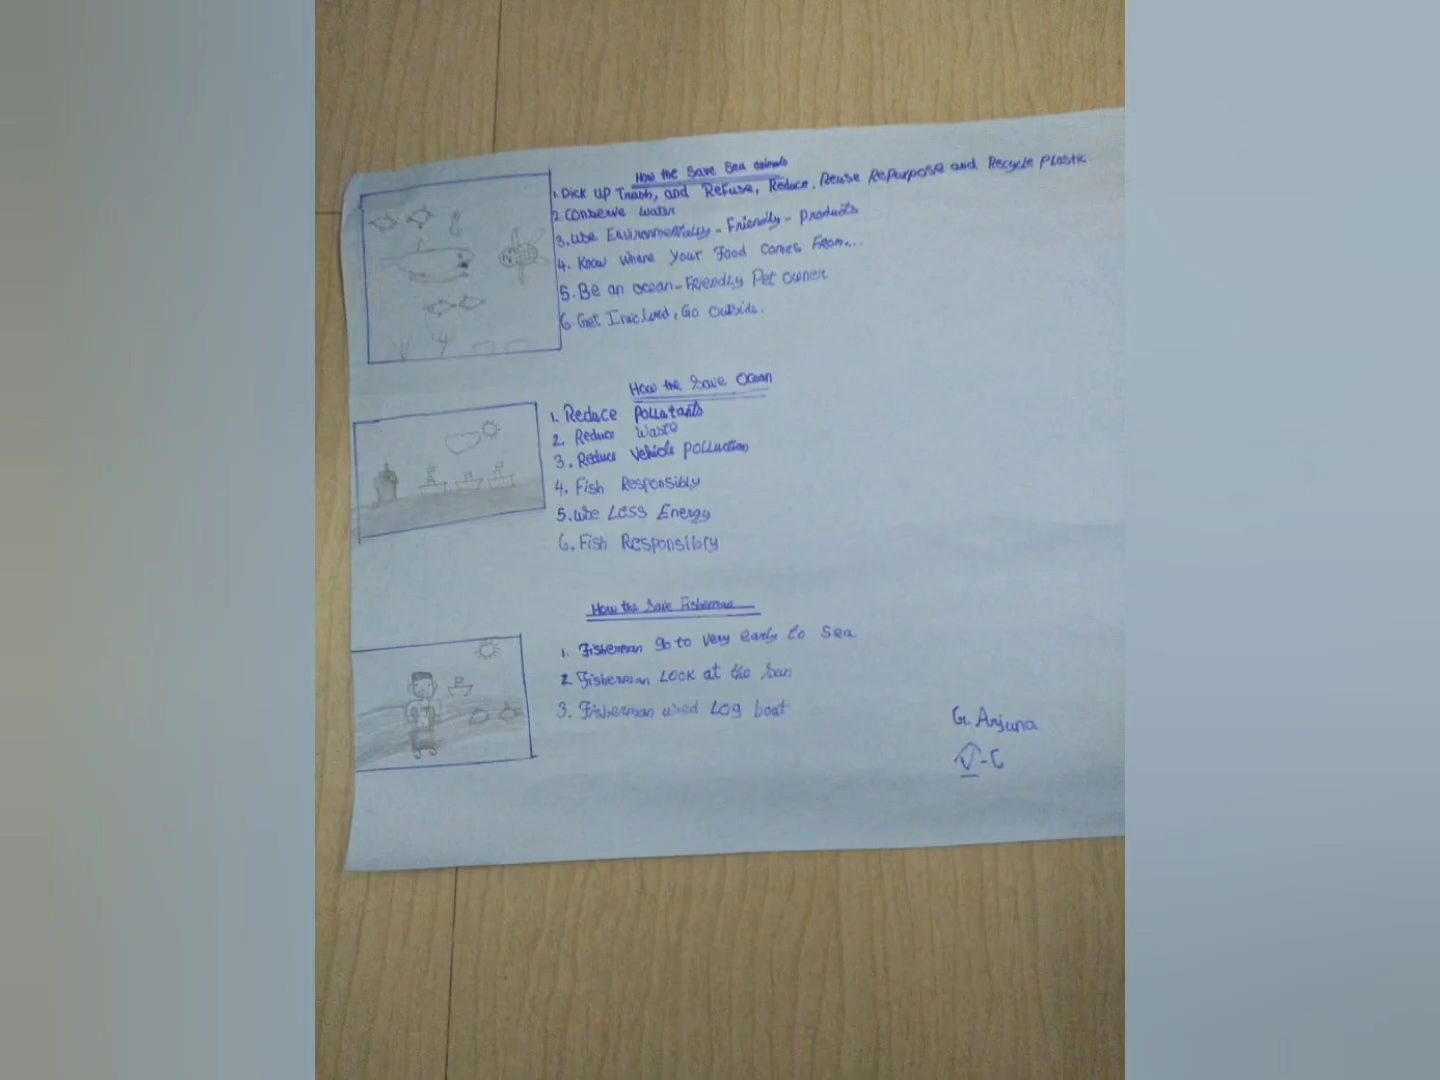 How the Save Sea animals
1. Pick up Trash, and Refuse, Reduce, Reuse Repurpose and Recycle Plastic
2. Conserve Water
3. Use Environmentally-Friendly-products
4. Know where your Food Comes From...
5. Be an ocean-Friendly Pet owner
6. Get Involved, Go outside.
How the Save Ocean
1. Reduce pollutants
2. Reduce Waste
3. Reduce Vehicle polluction
4. Fish Responsibly
5. Use Less Energy
6. Fish Responsibly
How the Save Fisherman
1. Fisherman go to very early to Sea
2. Fisherman Look at the Sun
3. Fisherman used Log boat
G. Arjuna
V-C